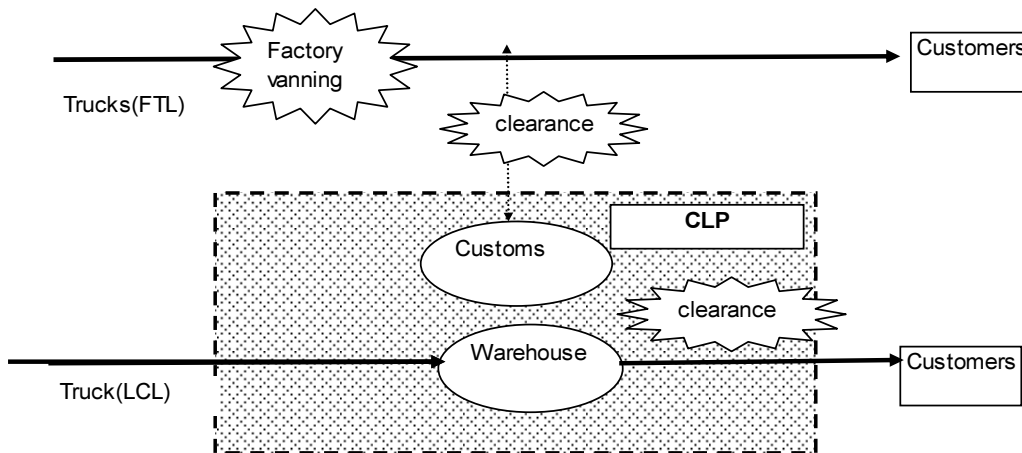 Factory
vanning
Customers
Trucks(FTL)
clearance
CLP
Customs
clearance
Warehouse
Customers
Truck(LCL)